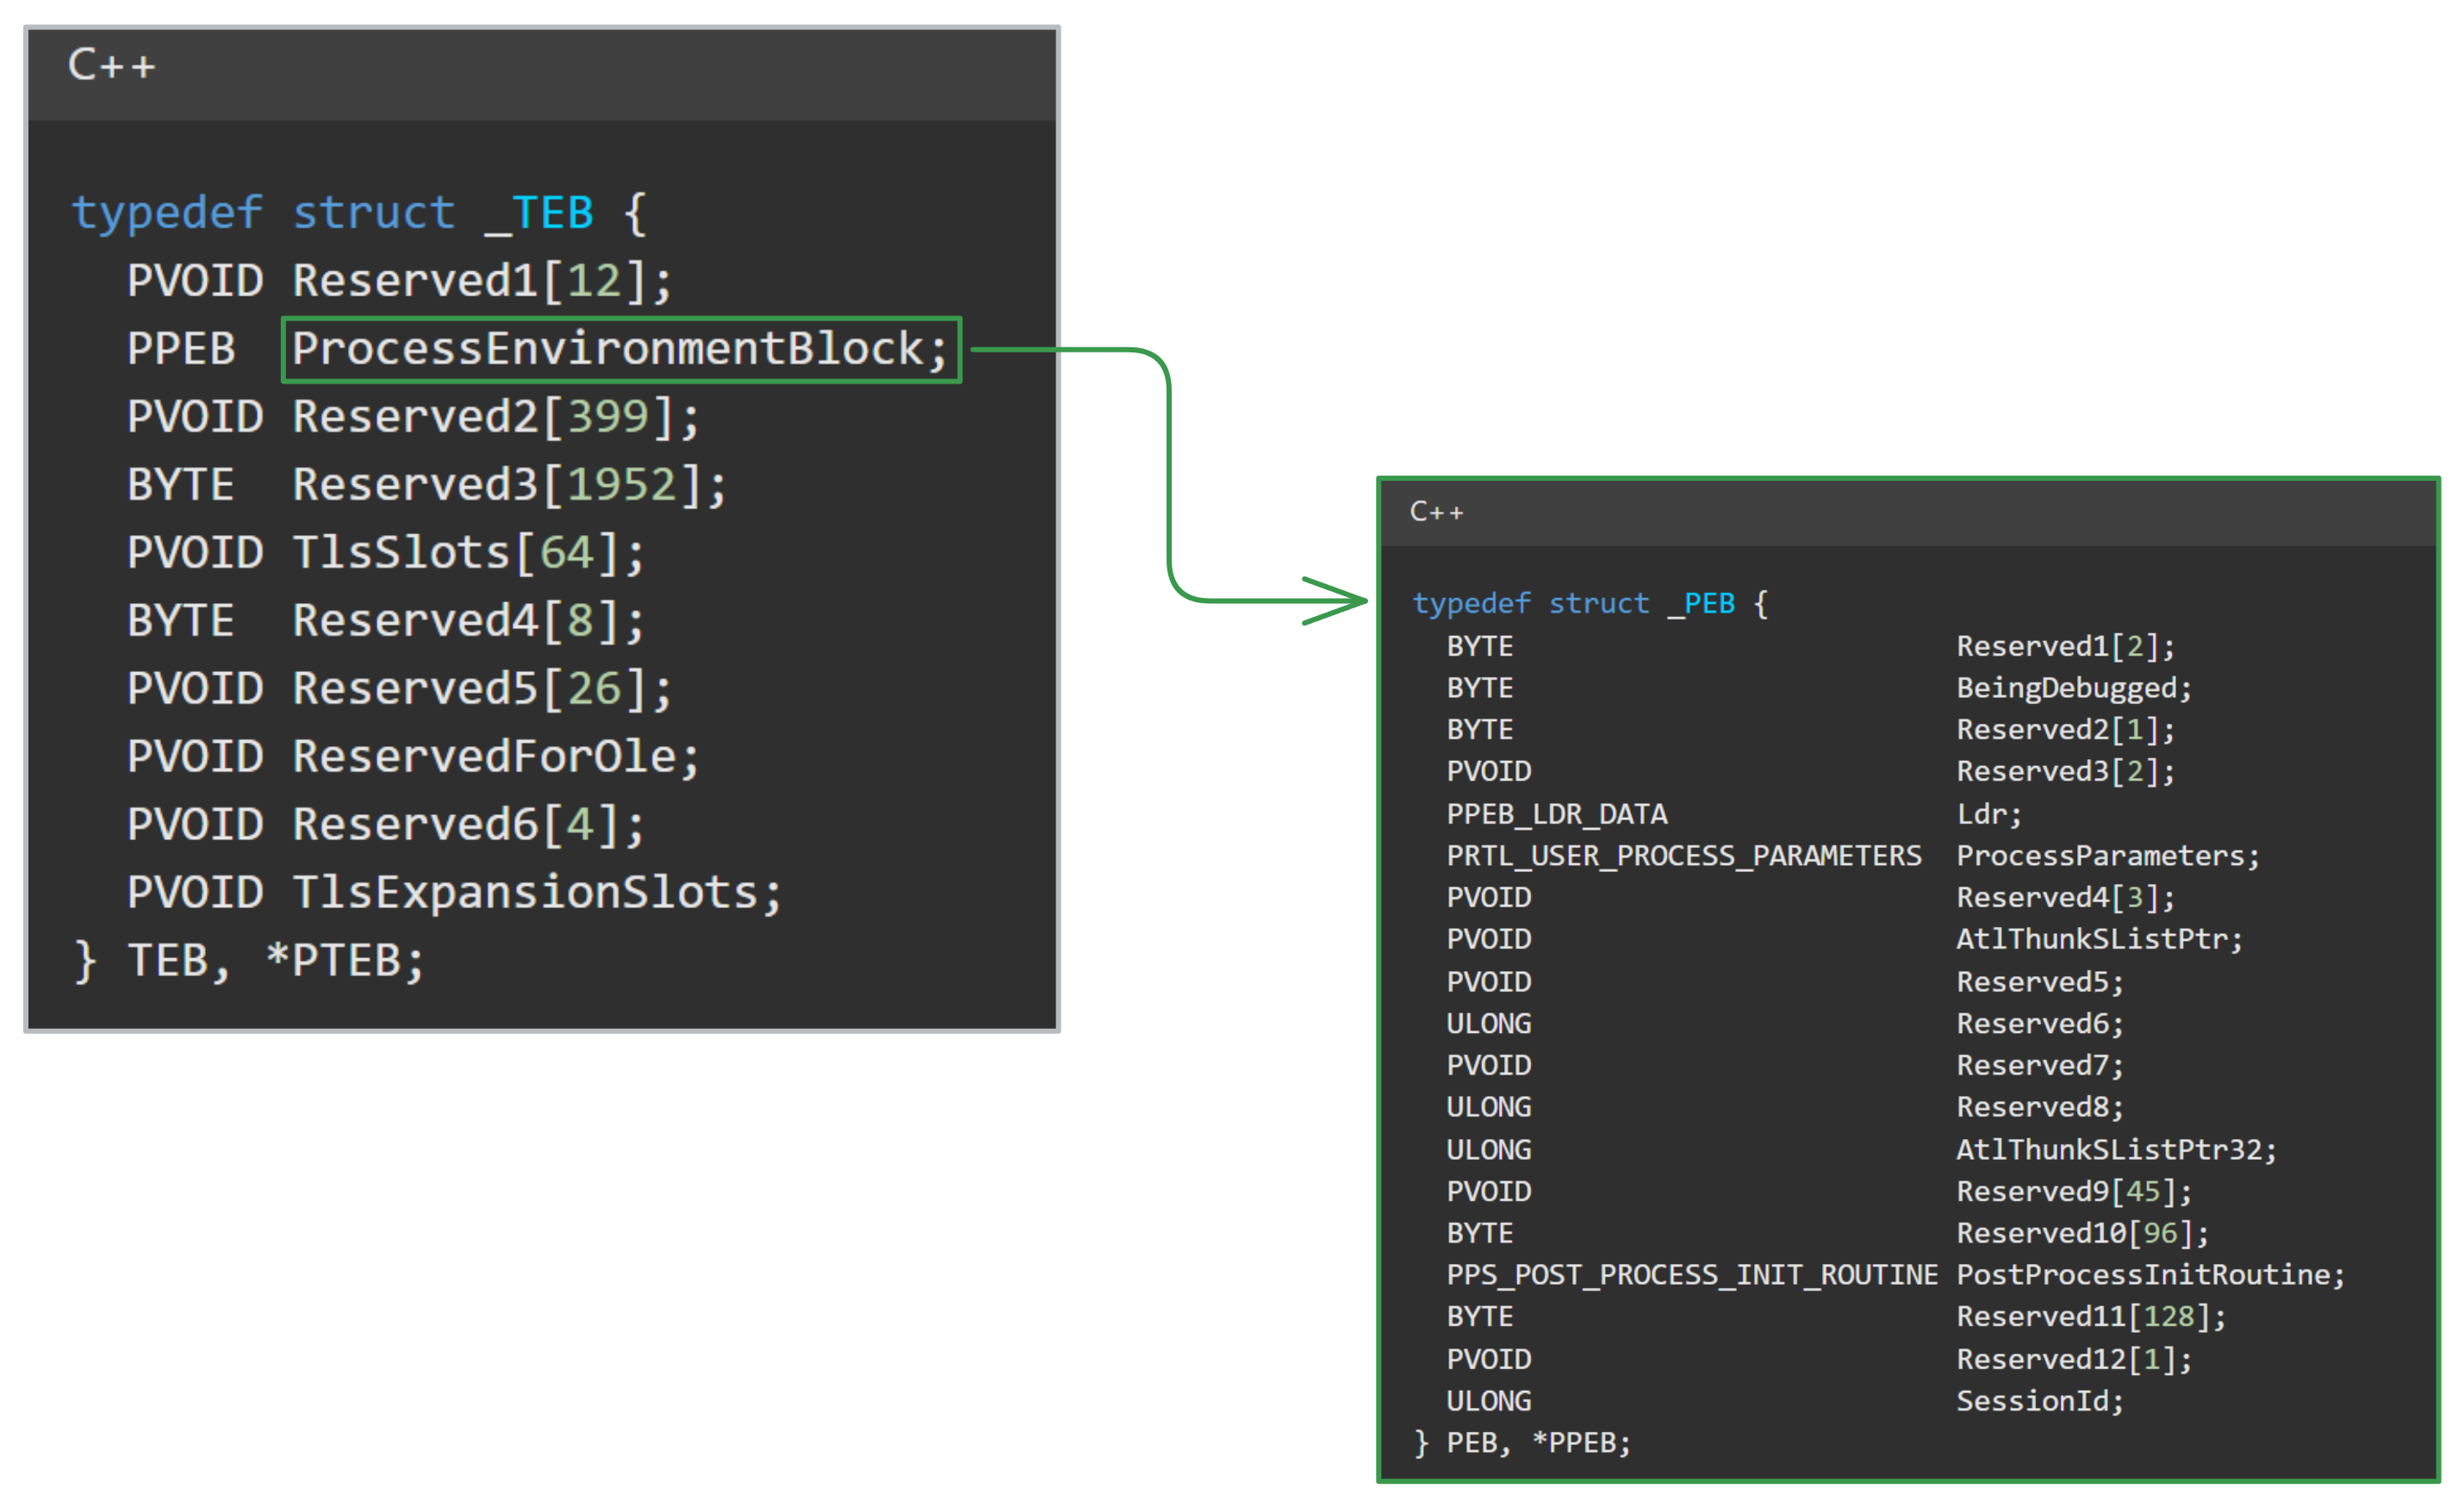 C++
typedef struct _TEB {
  PVOID Reserved1[12];
  PPEB  ProcessEnvironmentBlock;
  PVOID Reserved2[399];
  BYTE  Reserved3[1952];
  PVOID TlsSlots[64];
  BYTE  Reserved4[8];
  PVOID Reserved5[26];
  PVOID ReservedForOle;
  PVOID Reserved6[4];
  PVOID TlsExpansionSlots;
} TEB, *PTEB;
C++
typedef struct _PEB {
  BYTE                          Reserved1[2];
  BYTE                          BeingDebugged;
  BYTE                          Reserved2[1];
  PVOID                         Reserved3[2];
  PPEB_LDR_DATA                 Ldr;
  PRTL_USER_PROCESS_PARAMETERS  ProcessParameters;
  PVOID                         Reserved4[3];
  PVOID                         AtlThunkSListPtr;
  PVOID                         Reserved5;
  ULONG                         Reserved6;
  PVOID                         Reserved7;
  ULONG                         Reserved8;
  ULONG                         AtlThunkSListPtr32;
  PVOID                         Reserved9[45];
  BYTE                          Reserved10[96];
  PPS_POST_PROCESS_INIT_ROUTINE PostProcessInitRoutine;
  BYTE                          Reserved11[128];
  PVOID                         Reserved12[1];
  ULONG                         SessionId;
} PEB, *PPEB;